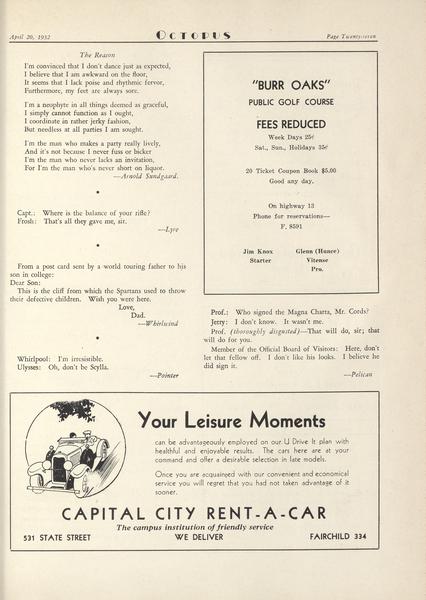 April 20, 1932
OCTOPUS
Page Twenty-seven
The Reason
I'm convinced that I don't dance just as expected,
I believe that I am awkward on the floor,
It seems that I lack poise and rhythmic fervor,
Furthermore, my feet are always sore.
I'm a neophyte in all things deemed as graceful,
I simply cannot function as I ought,
I coordinate in rather jerky fashion,
But needless at all parties I am sought.
I'm the man who makes a party really lively,
And it's not because I never fuss or bicker
I'm the man who never lacks an invitation,
For I'm the man who's never short on liquor.
—Arnold Sundgaard.
Capt.: Where is the balance of your rifle?
Frosh: That's all they gave me, sir.
—Lyre
From a post card sent by a world touring father to his
son in college:
Dear Son:
This is the cliff from which the Spartans used to throw
their defective children. Wish you were here.
Love,
Dad.
—Whirlwind
Whirlpool: I'm irresistible.
Ulysses: Oh, don't be Scylla.
—Pointer
"BURR OAKS"
PUBLIC GOLF COURSE
FEES REDUCED
Week Days 25¢
Sat., Sun., Holidays 35¢
20 Ticket Coupon Book $5.00
Good any day.
On highway 13
Phone for reservations—
F. 8591
Jim Knox
Starter
Glenn (Hunce)
Vitense
Pro.
Prof.: Who signed the Magna Chatta, Mr. Cords?
Jerry: I don't know. It wasn't me.
Prof. (thoroughly disgusted)—That will do, sir; that
will do for you.
Member of the Official Board of Visitors: Here, don't
let that fellow off. I don't like his looks. I believe he
did sign it.
—Pelican
Your Leisure Moments
can be advantageously employed on our U Drive It plan with
healthful and enjoyable results. The cars here are at your
command and offer a desirable selection in late models.
Once you are acquainted with our convenient and economical
service you will regret that you had not taken advantage of it
sooner.
CAPITAL CITY RENT-A-CAR
The campus institution of friendly service
531 STATE STREET
WE DELIVER
FAIRCHILD 334